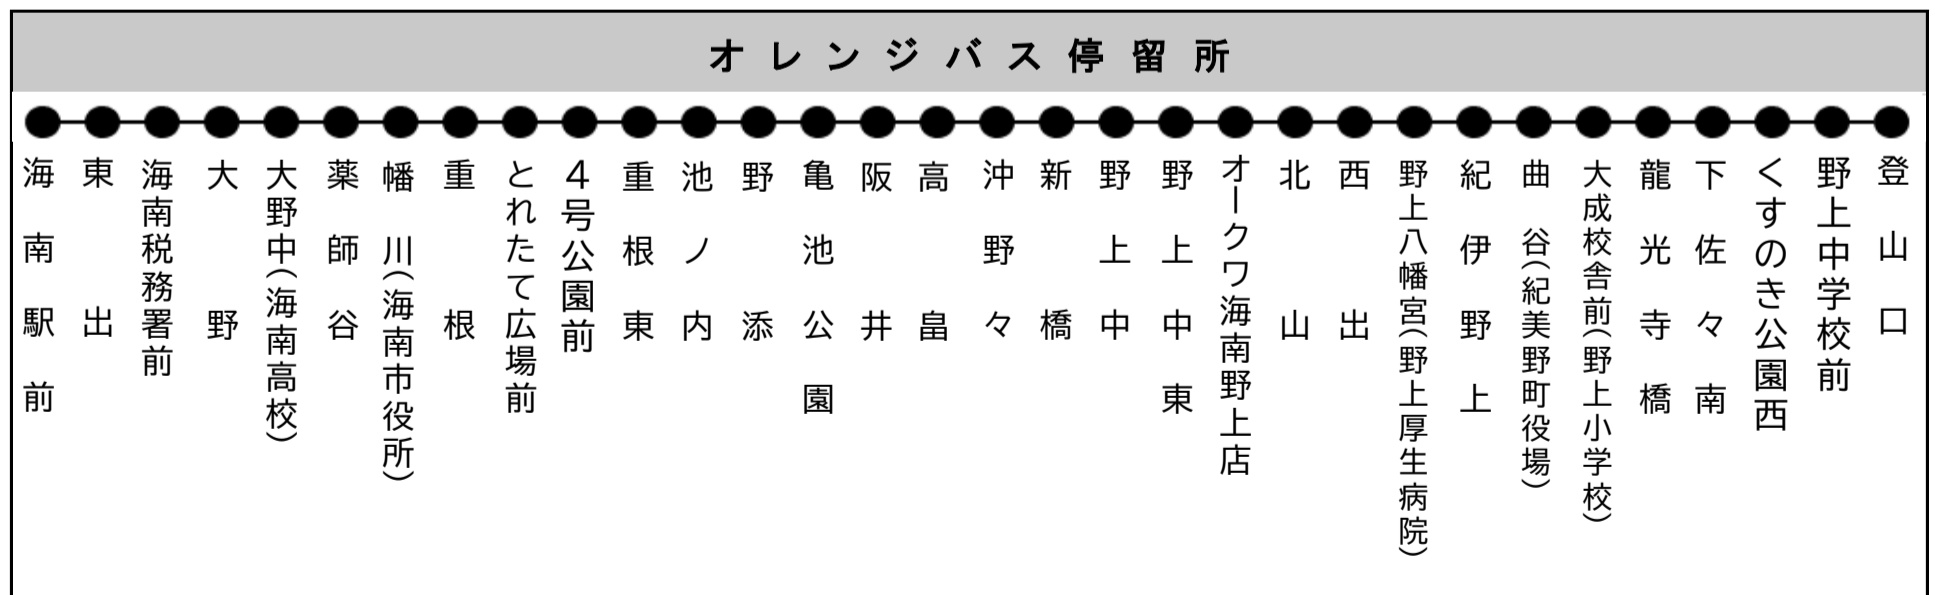 オレンジバス停留所
海南駅前
東出
海南税務署前
大野
大野中(海南高校)
薬師谷
幡川(海南市役所)
重根
とれたて広場前
４号公園前
重根東
池ノ内
野添
亀池公園
阪井
高畠
沖野々
新橋
野上中
野上中東
オークワ海南野上店
北山
西出
野上八幡宮(野上厚生病院)
紀伊野上
曲谷(紀美野町役場)
大成校舎前(野上小学校)
龍光寺橋
下佐々南
くすのき公園西
野上中学校前
登山口